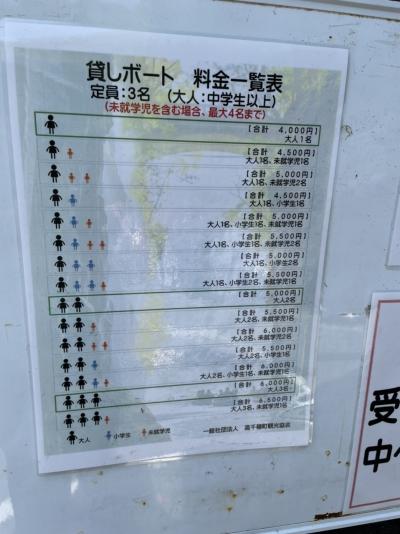 貸しボート 料金一覧表
定員:3名 (大人:中学生以上)
(未就学児を含む場合、最大4名まで)
[合計 4,000円]
大人1名
[合計 4,500円]
大人1名、未就学児1名
[合計 5,000円]
大人1名、未就学児2名
[合計 4,500円]
大人1名、小学生1名
[合計 5,000円]
大人1名、小学生1名、未就学児1名
[合計 5,500円]
大人1名、小学生1名、未就学児2名
[合計 5,000円]
大人1名、小学生2名
[合計 5,500円]
大人1名、小学生2名、未就学児1名
[合計 5,000円]
大人2名
[合計 5,500円]
大人2名、未就学児1名
[合計 6,000円]
大人2名、未就学児2名
[合計 5,500円]
大人2名、小学生1名
[合計 6,000円]
大人2名、小学生1名、未就学児1名
[合計 6,000円]
大人3名
[合計 6,500円]
大人3名、未就学児1名
大人 小学生 未就学児 一般社団法人 高千穂町観光協会
受
中